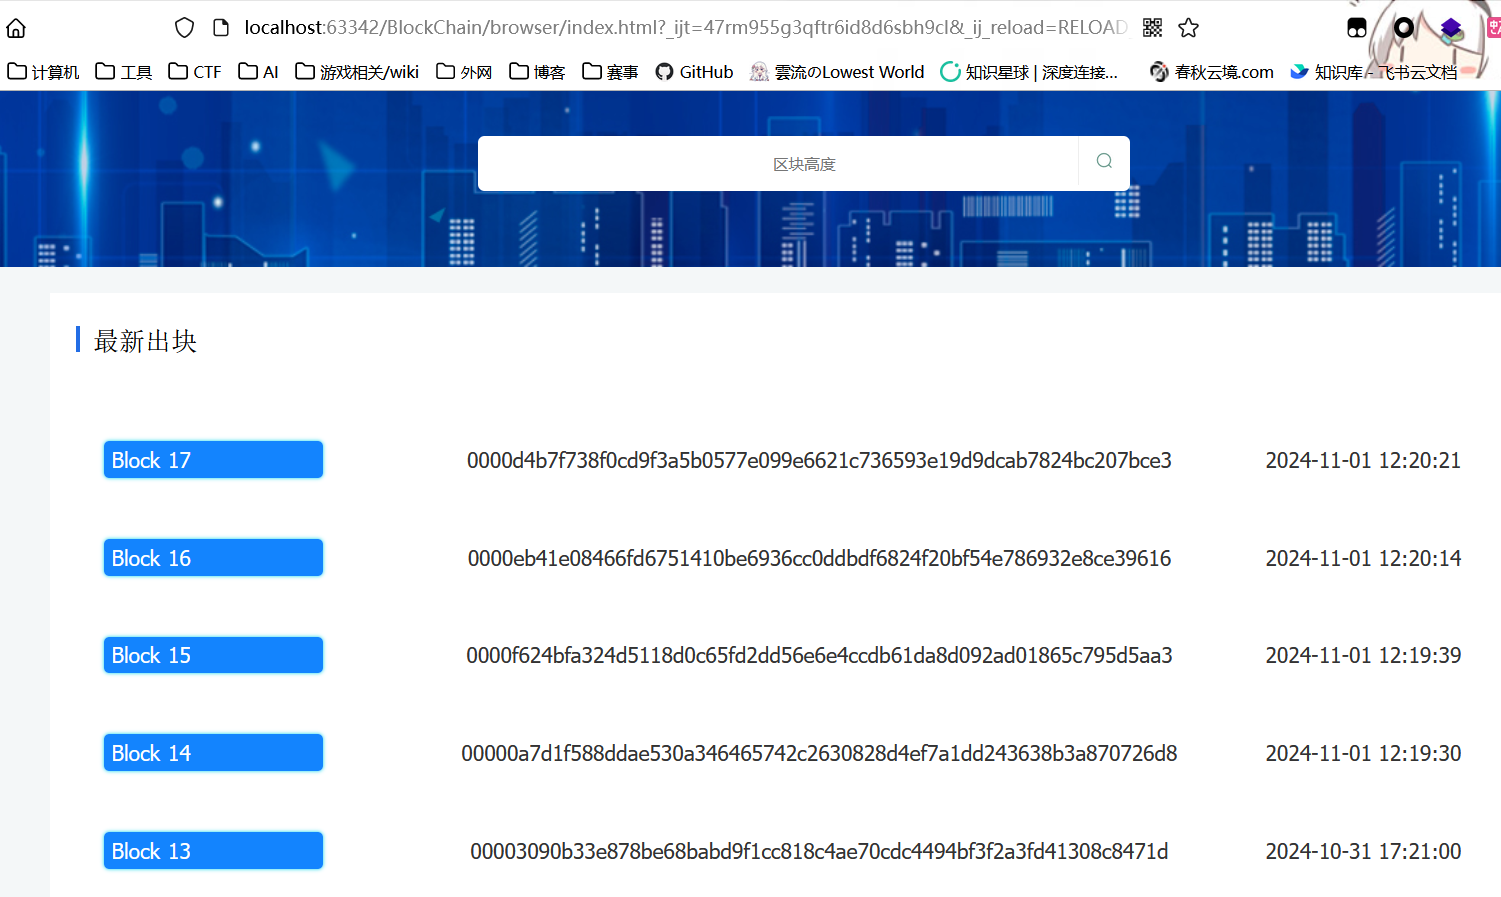 localhost:63342/BlockChain/browser/index.html?_ijt=47rm955g3qftr6id8d6sbh9cl&_ij_reload=RELOAD
计算机 工具 CTF AI 游戏相关/wiki 外网 博客 赛事 GitHub 雲流のLowest World 知识星球 | 深度连接... 春秋云境.com 知识库 - 飞书云文档
区块高度
最新出块
Block 17 0000d4b7f738f0cd9f3a5b0577e099e6621c736593e19d9dcab7824bc207bce3 2024-11-01 12:20:21
Block 16 0000eb41e08466fd6751410be6936cc0ddbdf6824f20bf54e786932e8ce39616 2024-11-01 12:20:14
Block 15 0000f624bfa324d5118d0c65fd2dd56e6e4ccdb61da8d092ad01865c795d5aa3 2024-11-01 12:19:39
Block 14 00000a7d1f588ddae530a346465742c2630828d4ef7a1dd243638b3a870726d8 2024-11-01 12:19:30
Block 13 00003090b33e878be68babd9f1cc818c4ae70cdc4494bf3f2a3fd41308c8471d 2024-10-31 17:21:00